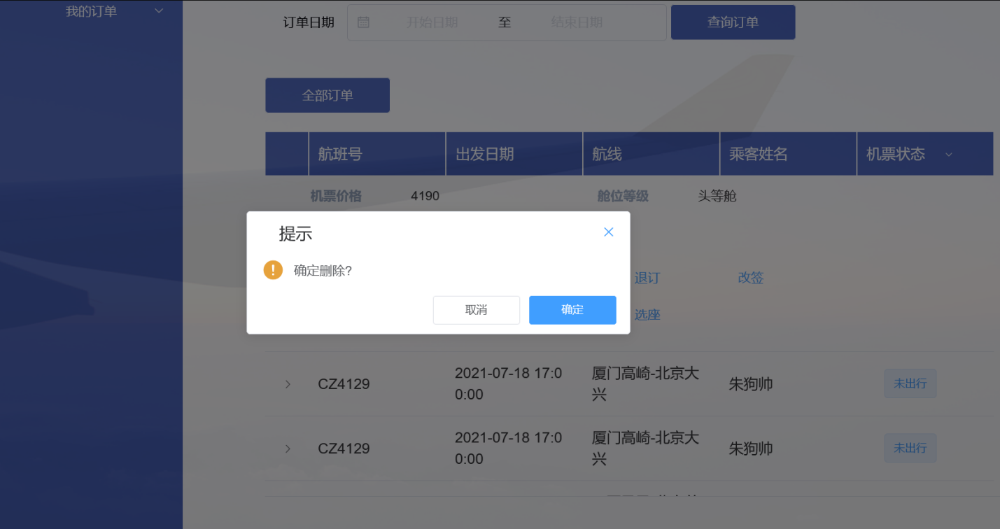 我的订单
订单日期 开始日期 至 结束日期 查询订单
全部订单
航班号 出发日期 航线 乘客姓名 机票状态
机票价格 4190 舱位等级 头等舱
提示
确定删除?
退订 改签
取消 确定
选座
CZ4129 2021-07-18 17:0
0:00 厦门高崎-北京大
兴 朱狗帅 未出行
CZ4129 2021-07-18 17:0
0:00 厦门高崎-北京大
兴 朱狗帅 未出行